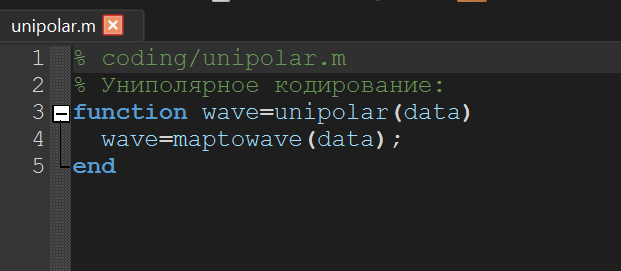 unipolar.m
1 % coding/unipolar.m
2 % Униполярное кодирование:
3 function wave=unipolar(data)
4 wave=maptowave(data);
5 end